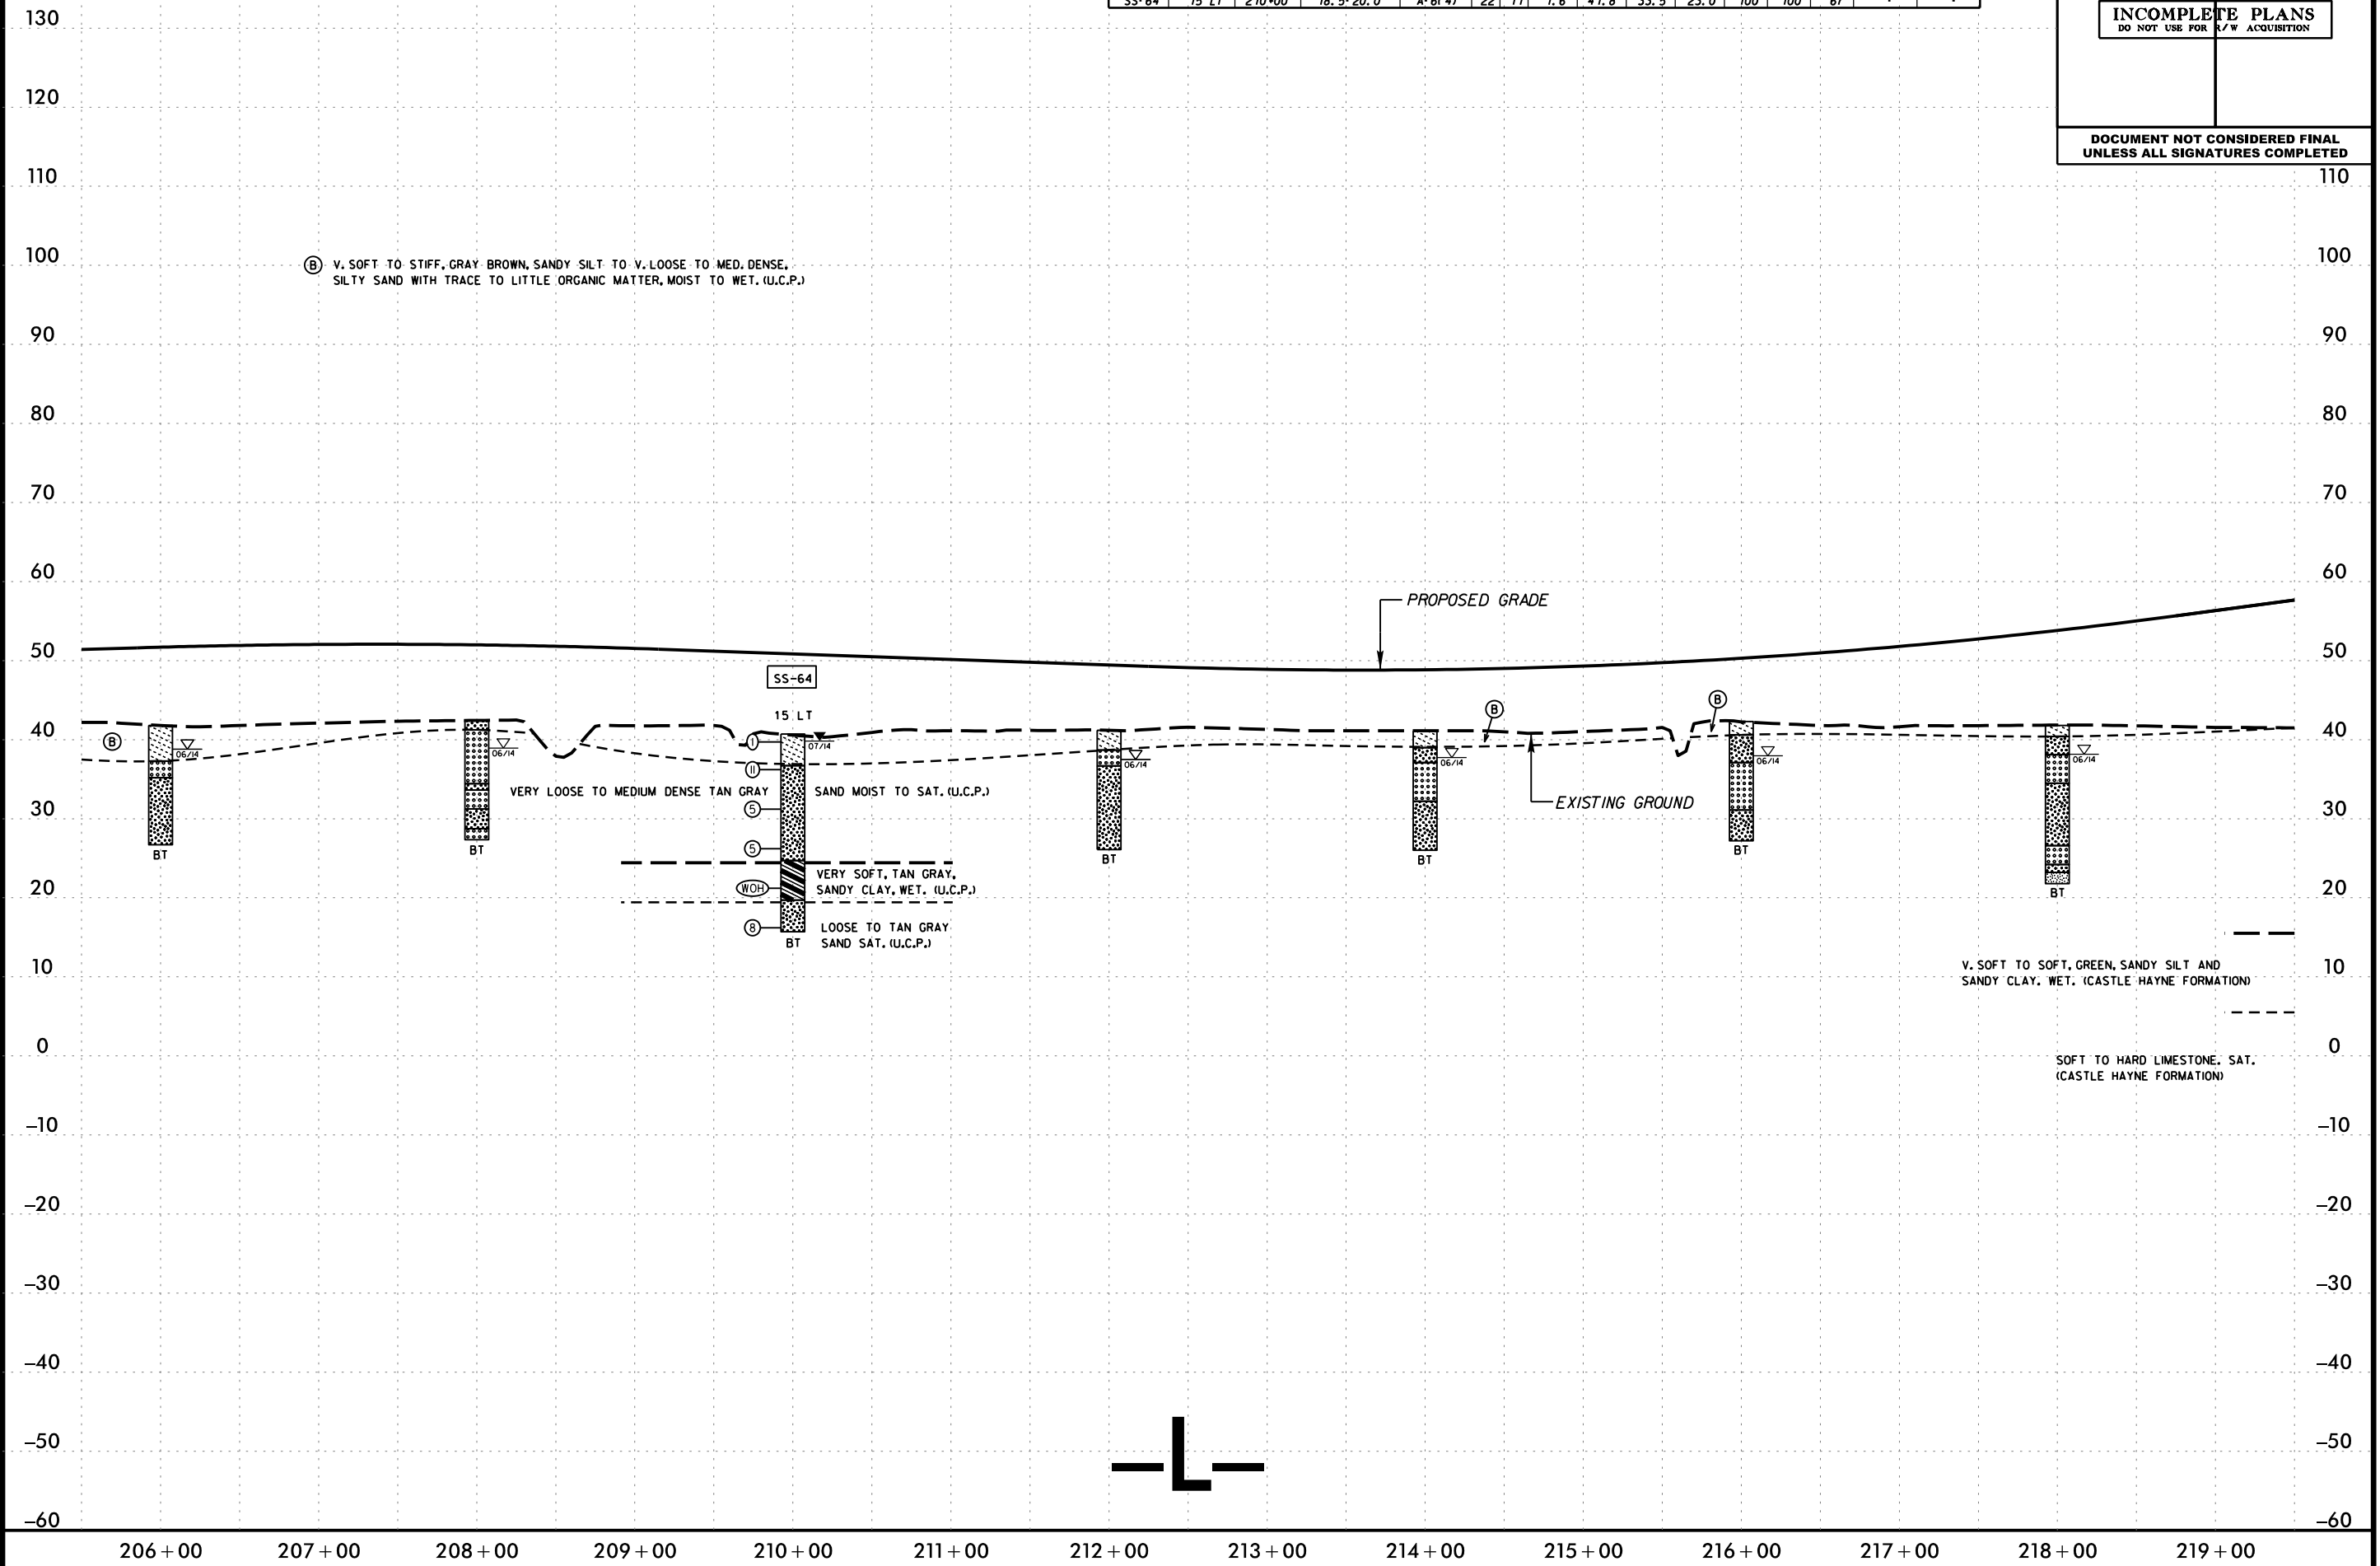 130
INCOMPLETE PLANS
DO NOT USE FOR R/W ACQUISITION
120
DOCUMENT NOT CONSIDERED FINAL
UNLESS ALL SIGNATURES COMPLETED
110 110
100 100
B V. SOFT TO STIFF, GRAY BROWN, SANDY SILT TO V. LOOSE TO MED. DENSE,
SILTY SAND WITH TRACE TO LITTLE ORGANIC MATTER, MOIST TO WET. (U.C.P.)
90 90
80 80
70 70
60 60
PROPOSED GRADE
50 50
SS-64
15 LT
B B
40 40
B 06/14 06/14 1 07/14 06/14 06/14 06/14 06/14
11
VERY LOOSE TO MEDIUM DENSE TAN GRAY SAND MOIST TO SAT. (U.C.P.)
EXISTING GROUND
30 30
5
5
BT BT BT BT BT
VERY SOFT, TAN GRAY,
20 WOH SANDY CLAY, WET. (U.C.P.) BT 20
8 LOOSE TO TAN GRAY
BT SAND SAT. (U.C.P.)
10 10
V. SOFT TO SOFT, GREEN, SANDY SILT AND
SANDY CLAY. WET. (CASTLE HAYNE FORMATION)
0 0
SOFT TO HARD LIMESTONE. SAT.
(CASTLE HAYNE FORMATION)
–10 –10
–20 –20
–30 –30
–40 –40
–50 –50
–L–
–60 –60
206+00 207+00 208+00 209+00 210+00 211+00 212+00 213+00 214+00 215+00 216+00 217+00 218+00 219+00